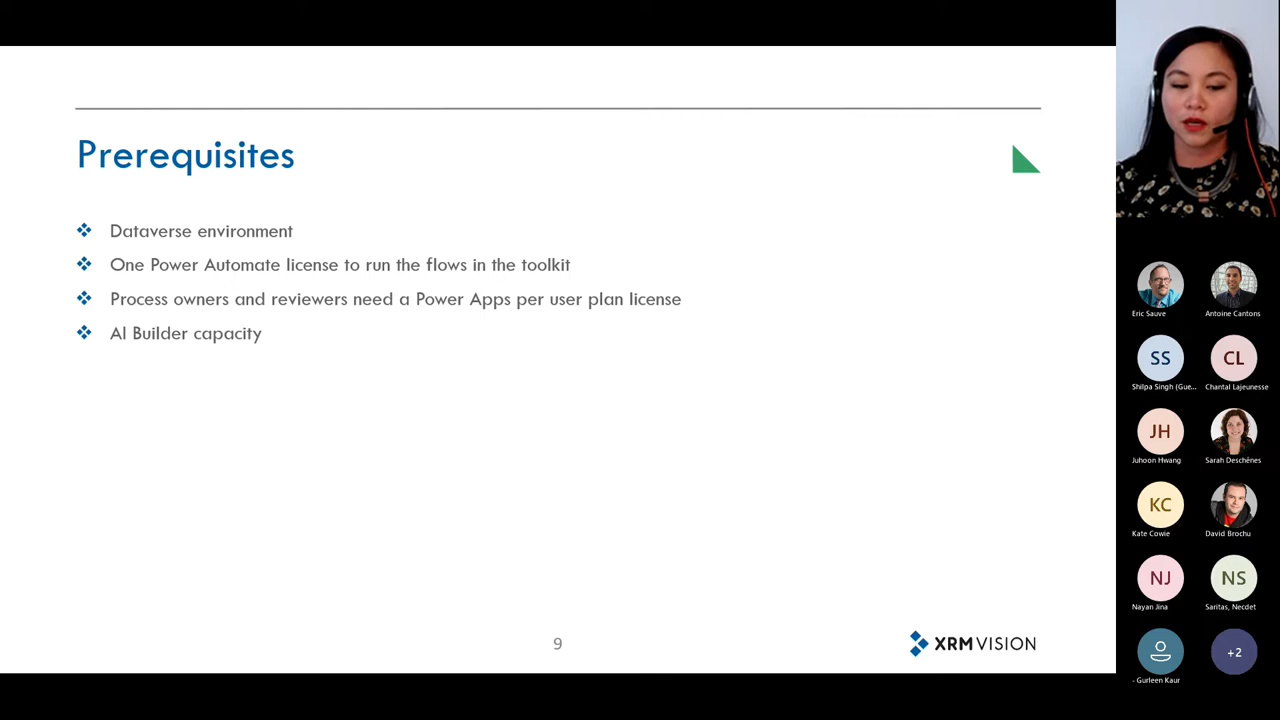 Prerequisites
Dataverse environment
One Power Automate license to run the flows in the toolkit
Process owners and reviewers need a Power Apps per user plan license
AI Builder capacity
9
XRM VISION
Eric Sauve
Antoine Cantons
SS
CL
Shilpa Singh (Gue...
Chantal Lajeunesse
JH
Juhoon Hwang
Sarah Deschênes
KC
Kate Cowie
David Brochu
NJ
NS
Nayan Jina
Saritas, Necdet
+2
- Gurleen Kaur